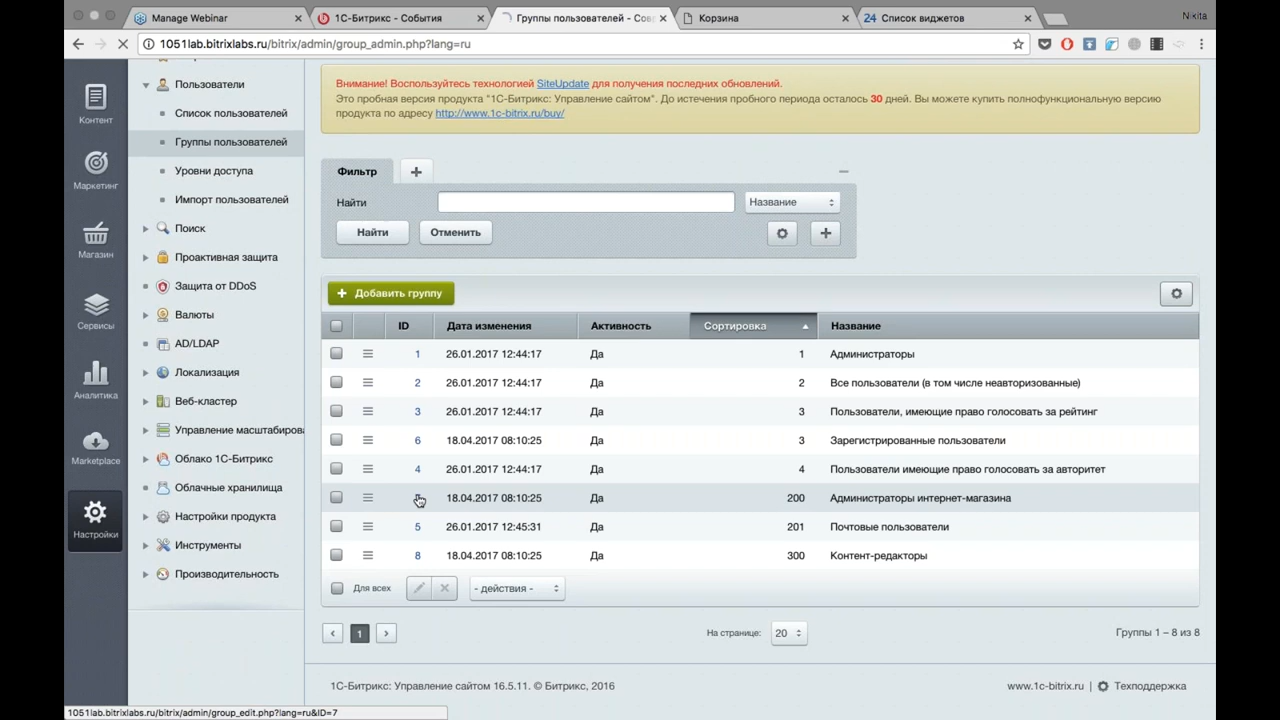 Manage Webinar
1С-Битрикс - События
Группы пользователей - Сов
Корзина
24 Список виджетов
Nikita
1051lab.bitrixlabs.ru/bitrix/admin/group_admin.php?lang=ru
Контент
Маркетинг
Магазин
Сервисы
Аналитика
Marketplace
Настройки
Пользователи
Список пользователей
Группы пользователей
Уровни доступа
Импорт пользователей
Поиск
Проактивная защита
Защита от DDoS
Валюты
AD/LDAP
Локализация
Веб-кластер
Управление масштабирова
Облако 1С-Битрикс
Облачные хранилища
Настройки продукта
Инструменты
Производительность
Внимание! Воспользуйтесь технологией SiteUpdate для получения последних обновлений.
Это пробная версия продукта "1С-Битрикс: Управление сайтом". До истечения пробного периода осталось 30 дней. Вы можете купить полнофункциональную версию
продукта по адресу http://www.1c-bitrix.ru/buy/
Фильтр
Найти Название
Найти Отменить
Добавить группу
ID Дата изменения Активность Сортировка Название
1 26.01.2017 12:44:17 Да 1 Администраторы
2 26.01.2017 12:44:17 Да 2 Все пользователи (в том числе неавторизованные)
3 26.01.2017 12:44:17 Да 3 Пользователи, имеющие право голосовать за рейтинг
6 18.04.2017 08:10:25 Да 3 Зарегистрированные пользователи
4 26.01.2017 12:44:17 Да 4 Пользователи имеющие право голосовать за авторитет
18.04.2017 08:10:25 Да 200 Администраторы интернет-магазина
5 26.01.2017 12:45:31 Да 201 Почтовые пользователи
8 18.04.2017 08:10:25 Да 300 Контент-редакторы
Для всех - действия -
1 На странице: 20 Группы 1 – 8 из 8
1С-Битрикс: Управление сайтом 16.5.11. © Битрикс, 2016 www.1c-bitrix.ru Техподдержка
1051lab.bitrixlabs.ru/bitrix/admin/group_edit.php?lang=ru&ID=7